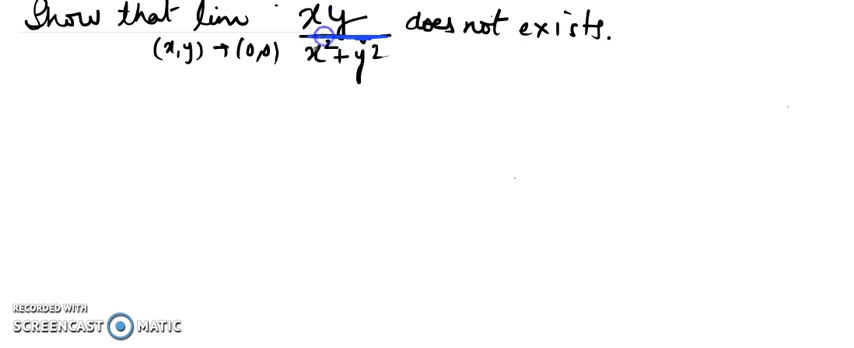 Show that lim xy/x²+y² does not exists.
(x,y)→(0,0)
RECORDED WITH
SCREENCAST MATIC